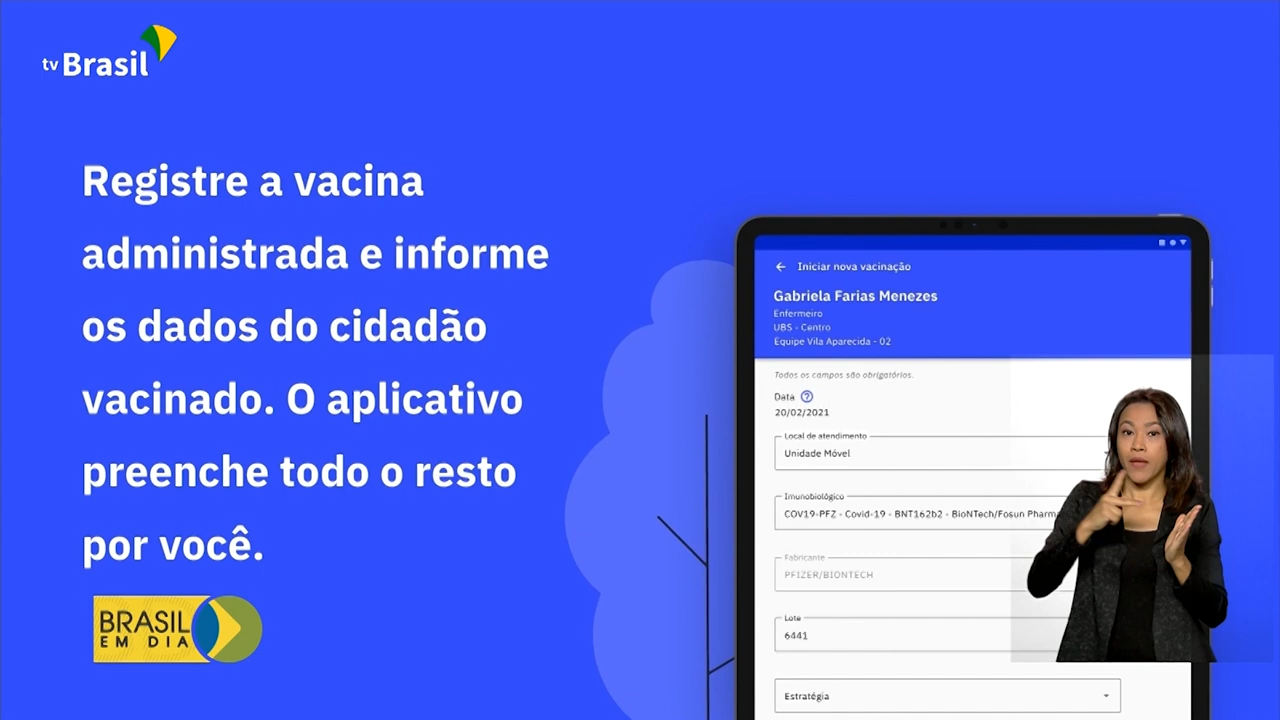 tv Brasil
Registre a vacina
administrada e informe
os dados do cidadão
vacinado. O aplicativo
preenche todo o resto
por você.
BRASIL
EM DIA
Iniciar nova vacinação
Gabriela Farias Menezes
Enfermeiro
UBS - Centro
Equipe Vila Aparecida - 02
Todos os campos são obrigatórios.
Data ?
20/02/2021
Local de atendimento
Unidade Móvel
Imunobiológico
COV19-PFZ - Covid-19 - BNT162b2 - BioNTech/Fosun Pharma
Fabricante
PFIZER/BIONTECH
Lote
6441
Estratégia